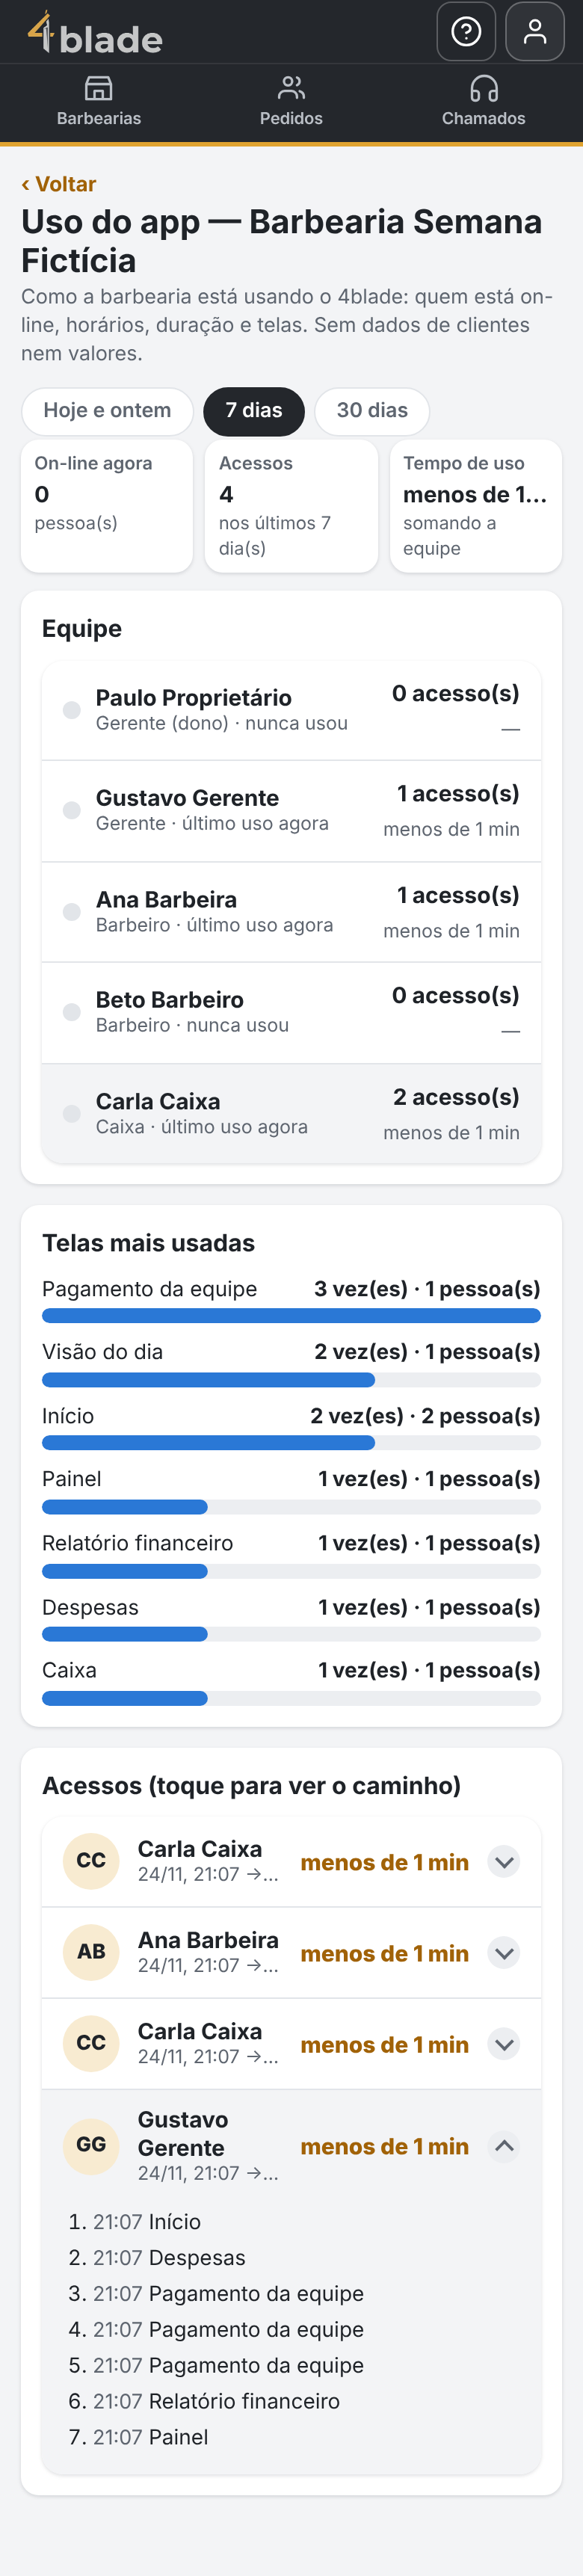 4blade
Barbearias
Pedidos
Chamados
‹ Voltar
Uso do app — Barbearia Semana
Fictícia
Como a barbearia está usando o 4blade: quem está on-
line, horários, duração e telas. Sem dados de clientes
nem valores.
Hoje e ontem
7 dias
30 dias
On-line agora
0
pessoa(s)
Acessos
4
nos últimos 7
dia(s)
Tempo de uso
menos de 1...
somando a
equipe
Equipe
Paulo Proprietário
Gerente (dono) · nunca usou
0 acesso(s)
—
Gustavo Gerente
Gerente · último uso agora
1 acesso(s)
menos de 1 min
Ana Barbeira
Barbeiro · último uso agora
1 acesso(s)
menos de 1 min
Beto Barbeiro
Barbeiro · nunca usou
0 acesso(s)
—
Carla Caixa
Caixa · último uso agora
2 acesso(s)
menos de 1 min
Telas mais usadas
Pagamento da equipe 3 vez(es) · 1 pessoa(s)
Visão do dia 2 vez(es) · 1 pessoa(s)
Início 2 vez(es) · 2 pessoa(s)
Painel 1 vez(es) · 1 pessoa(s)
Relatório financeiro 1 vez(es) · 1 pessoa(s)
Despesas 1 vez(es) · 1 pessoa(s)
Caixa 1 vez(es) · 1 pessoa(s)
Acessos (toque para ver o caminho)
CC
Carla Caixa
24/11, 21:07 →...
menos de 1 min
AB
Ana Barbeira
24/11, 21:07 →...
menos de 1 min
CC
Carla Caixa
24/11, 21:07 →...
menos de 1 min
GG
Gustavo
Gerente
24/11, 21:07 →...
menos de 1 min
1. 21:07 Início
2. 21:07 Despesas
3. 21:07 Pagamento da equipe
4. 21:07 Pagamento da equipe
5. 21:07 Pagamento da equipe
6. 21:07 Relatório financeiro
7. 21:07 Painel